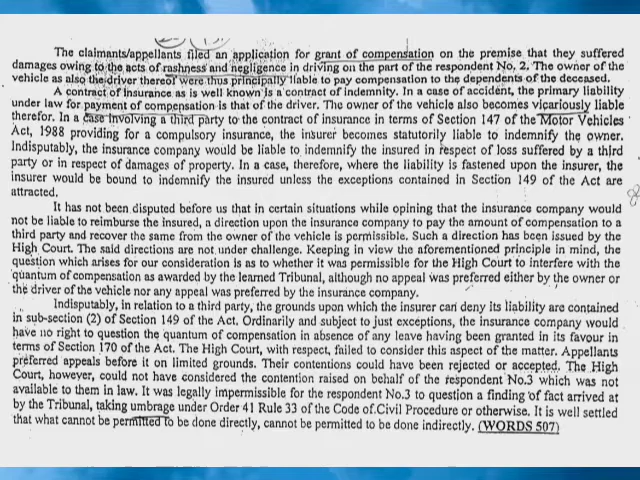 The claimants/appellants filed an application for grant of compensation on the premise that they suffered
damages owing to the acts of rashness and negligence in driving on the part of the respondent No. 2. The owner of the
vehicle as also the driver thereof were thus principally liable to pay compensation to the dependents of the deceased.
A contract of insurance as is well known is a contract of indemnity. In a case of accident, the primary liability
under law for payment of compensation is that of the driver. The owner of the vehicle also becomes vicariously liable
therefor. In a case involving a third party to the contract of insurance in terms of Section 147 of the Motor Vehicles
Act, 1988 providing for a compulsory insurance, the insurer becomes statutorily liable to indemnify the owner.
Indisputably, the insurance company would be liable to indemnify the insured in respect of loss suffered by a third
party or in respect of damages of property. In a case, therefore, where the liability is fastened upon the insurer, the
insurer would be bound to indemnify the insured unless the exceptions contained in Section 149 of the Act are
attracted.
It has not been disputed before us that in certain situations while opining that the insurance company would
not be liable to reimburse the insured, a direction upon the insurance company to pay the amount of compensation to a
third party and recover the same from the owner of the vehicle is permissible. Such a direction has been issued by the
High Court. The said directions are not under challenge. Keeping in view the aforementioned principle in mind, the
question which arises for our consideration is as to whether it was permissible for the High Court to interfere with the
quantum of compensation as awarded by the learned Tribunal, although no appeal was preferred either by the owner or
the driver of the vehicle nor any appeal was preferred by the insurance company.
Indisputably, in relation to a third party, the grounds upon which the insurer can deny its liability are contained
in sub-section (2) of Section 149 of the Act. Ordinarily and subject to just exceptions, the insurance company would
have no right to question the quantum of compensation in absence of any leave having been granted in its favour in
terms of Section 170 of the Act. The High Court, with respect, failed to consider this aspect of the matter. Appellants
preferred appeals before it on limited grounds. Their contentions could have been rejected or accepted. The High
Court, however, could not have considered the contention raised on behalf of the respondent No.3 which was not
available to them in law. It was legally impermissible for the respondent No.3 to question a finding of fact arrived at
by the Tribunal, taking umbrage under Order 41 Rule 33 of the Code of Civil Procedure or otherwise. It is well settled
that what cannot be permitted to be done directly, cannot be permitted to be done indirectly. (WORDS 507)